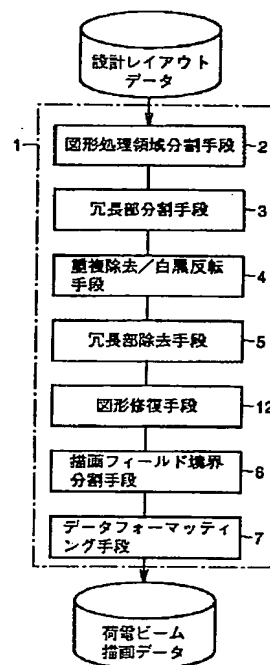 設計レイアウト
データ
1
図形処理領域分割手段
2
冗長部分割手段
3
重複除去／白黒反転
手段
4
冗長部除去手段
5
図形修復手段
12
描画フィールド境界
分割手段
6
データフォーマッティ
ング手段
7
荷電ビーム
描画データ